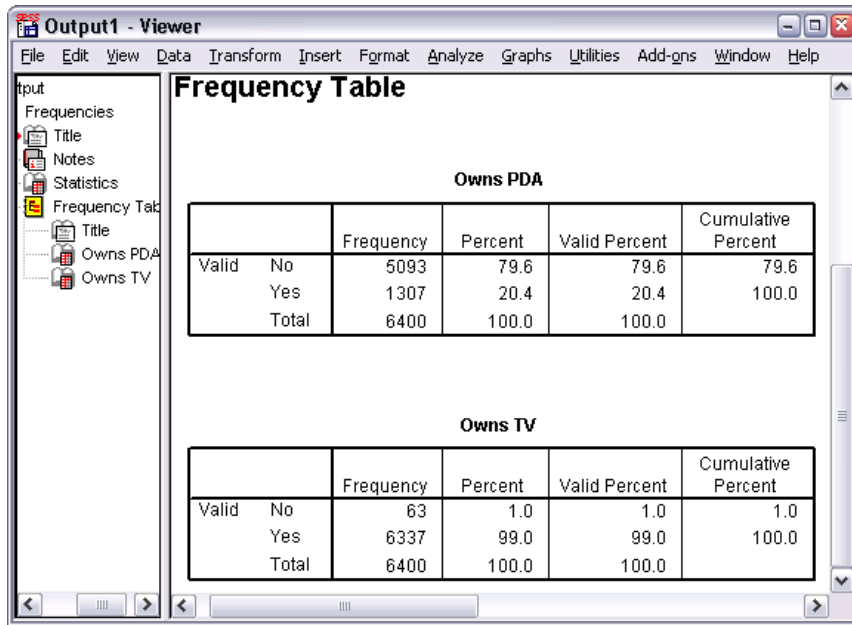 Output1 - Viewer
File Edit View Data Transform Insert Format Analyze Graphs Utilities Add-ons Window Help
tput
Frequencies
Title
Notes
Statistics
Frequency Tab
Title
Owns PDA
Owns TV
Frequency Table
Owns PDA
Frequency Percent Valid Percent Cumulative Percent
Valid No 5093 79.6 79.6 79.6
Yes 1307 20.4 20.4 100.0
Total 6400 100.0 100.0
Owns TV
Frequency Percent Valid Percent Cumulative Percent
Valid No 63 1.0 1.0 1.0
Yes 6337 99.0 99.0 100.0
Total 6400 100.0 100.0